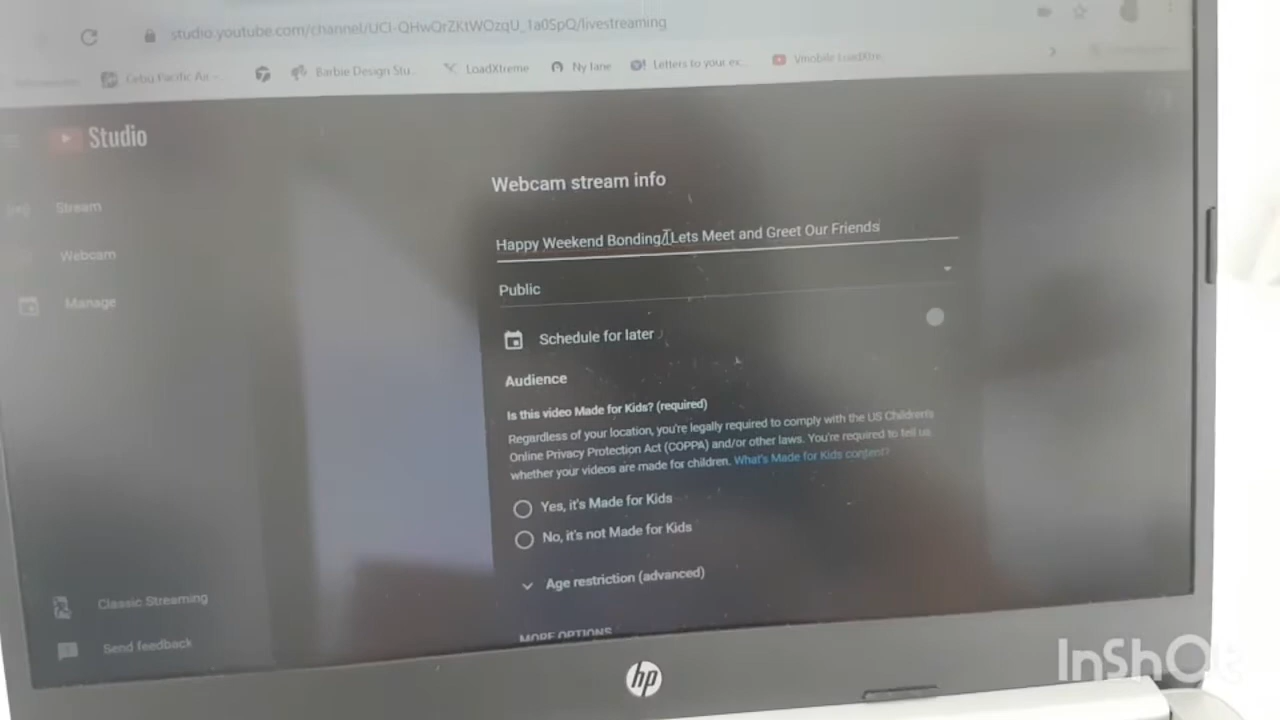 studio.youtube.com/channel/UCI-QHwQrZKtWOzqU_1a0SpQ/livestreaming
Cebu Pacific Aa -... Barbie Design Stu... LoadXtreme Ny lane Letters to your ex... Vmobile LoadXtre
Studio
Stream
Webcam
Manage
Classic Streaming
Send feedback
Webcam stream info
Happy Weekend Bonding/Lets Meet and Greet Our Friends
Public
Schedule for later
Audience
Is this video Made for Kids? (required)
Regardless of your location, you're legally required to comply with the US Children's
Online Privacy Protection Act (COPPA) and/or other laws. You're required to tell us
whether your videos are made for children. What's Made for Kids content?
Yes, it's Made for Kids
No, it's not Made for Kids
Age restriction (advanced)
MORE OPTIONS
hp
InShOt